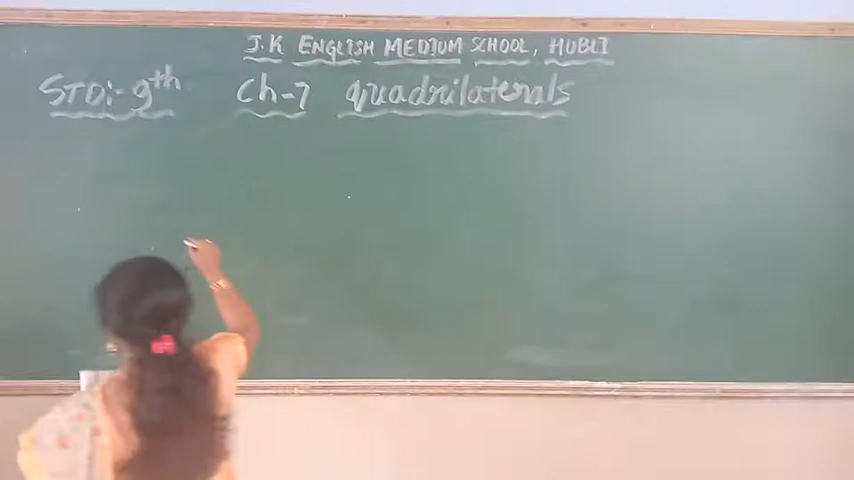 J.K ENGLISH MEDIUM SCHOOL, HUBLI
STD:- 9th Ch-7 quadrilaterals